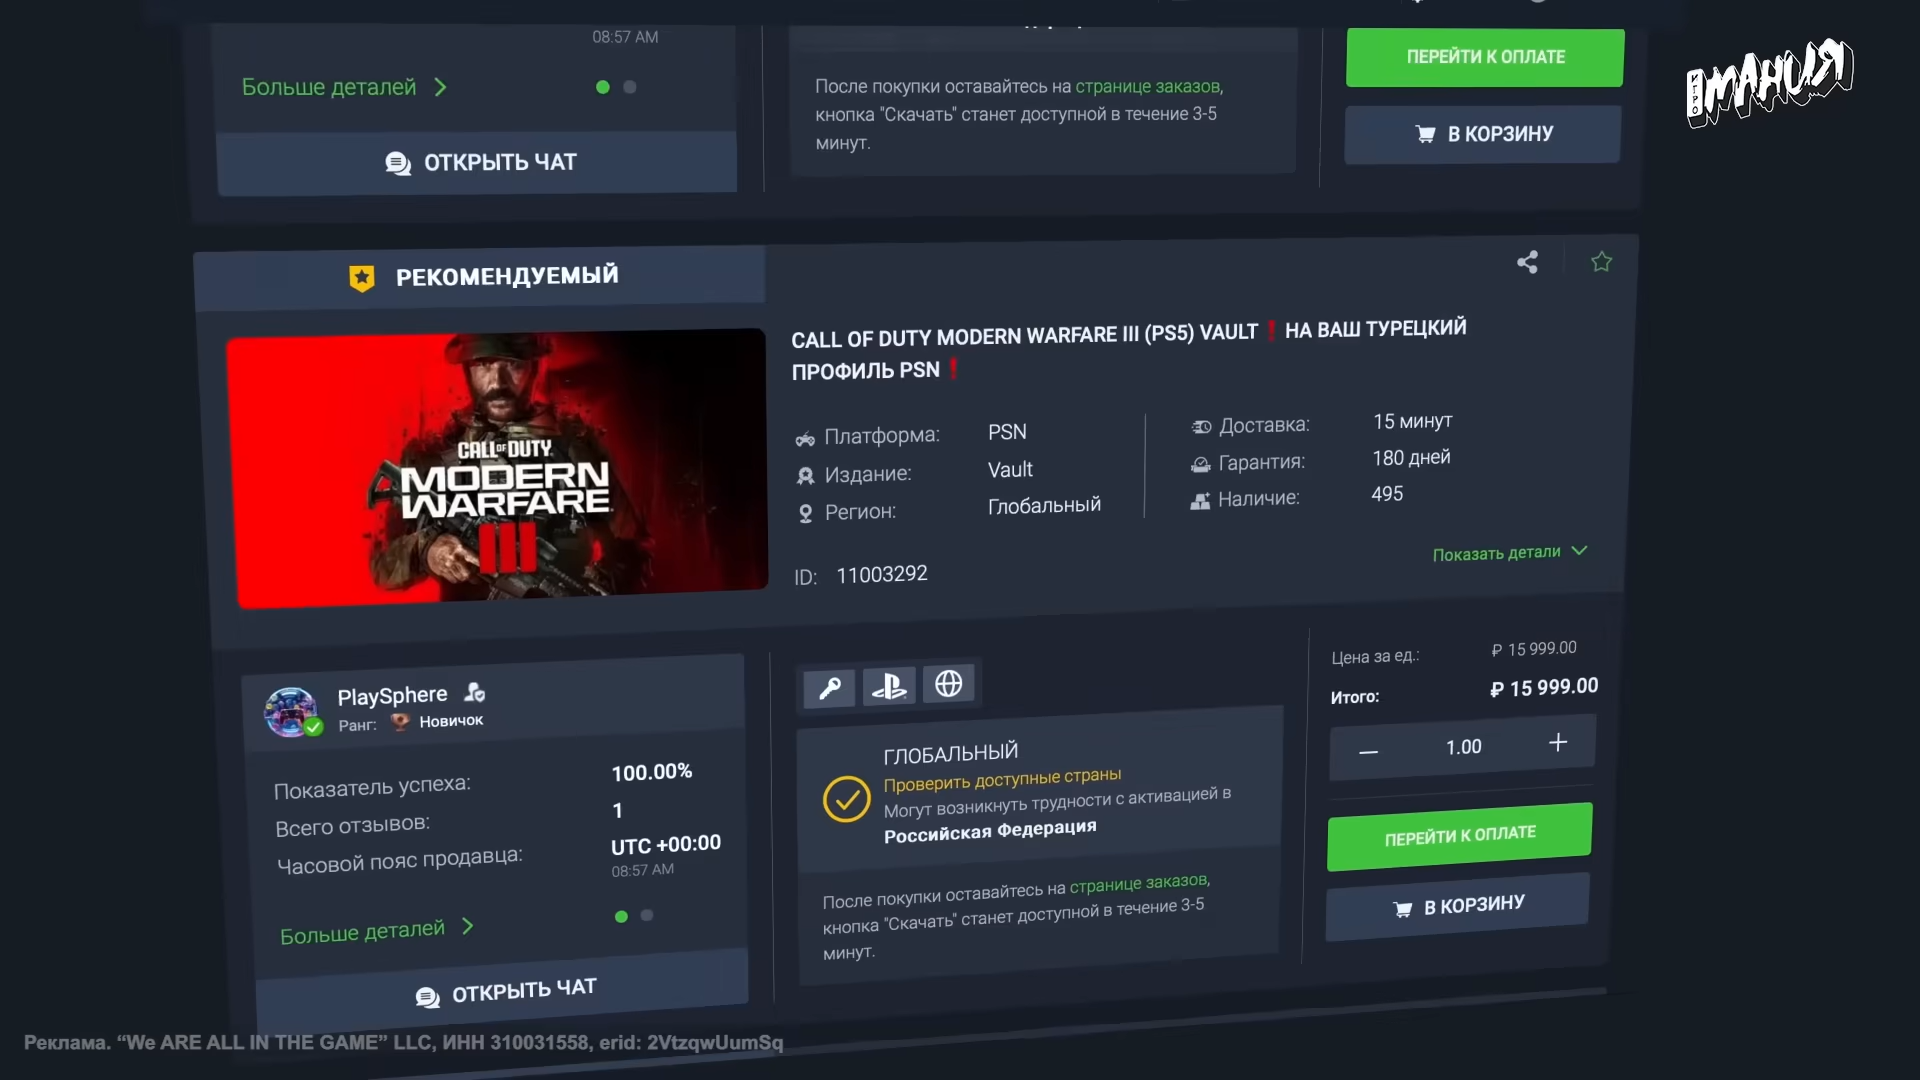 08:57 AM
Больше деталей
ОТКРЫТЬ ЧАТ
После покупки оставайтесь на странице заказов,
кнопка "Скачать" станет доступной в течение 3-5
минут.
ПЕРЕЙТИ К ОПЛАТЕ
В КОРЗИНУ
ИГРО
МАНИЯ
РЕКОМЕНДУЕМЫЙ
CALL OF DUTY
MODERN
WARFARE
III
CALL OF DUTY MODERN WARFARE III (PS5) VAULT❗НА ВАШ ТУРЕЦКИЙ
ПРОФИЛЬ PSN❗
Платформа: PSN
Издание: Vault
Регион: Глобальный
Доставка: 15 минут
Гарантия: 180 дней
Наличие: 495
ID: 11003292
Показать детали
PlaySphere
Ранг: Новичок
Показатель успеха: 100.00%
Всего отзывов: 1
Часовой пояс продавца: UTC +00:00
08:57 AM
Больше деталей
ОТКРЫТЬ ЧАТ
ГЛОБАЛЬНЫЙ
Проверить доступные страны
Могут возникнуть трудности с активацией в
Российская Федерация
После покупки оставайтесь на странице заказов,
кнопка "Скачать" станет доступной в течение 3-5
минут.
Цена за ед.: ₽ 15 999.00
Итого: ₽ 15 999.00
— 1.00 +
ПЕРЕЙТИ К ОПЛАТЕ
В КОРЗИНУ
Реклама. “We ARE ALL IN THE GAME” LLC, ИНН 310031558, erid: 2VtzqwUumSq